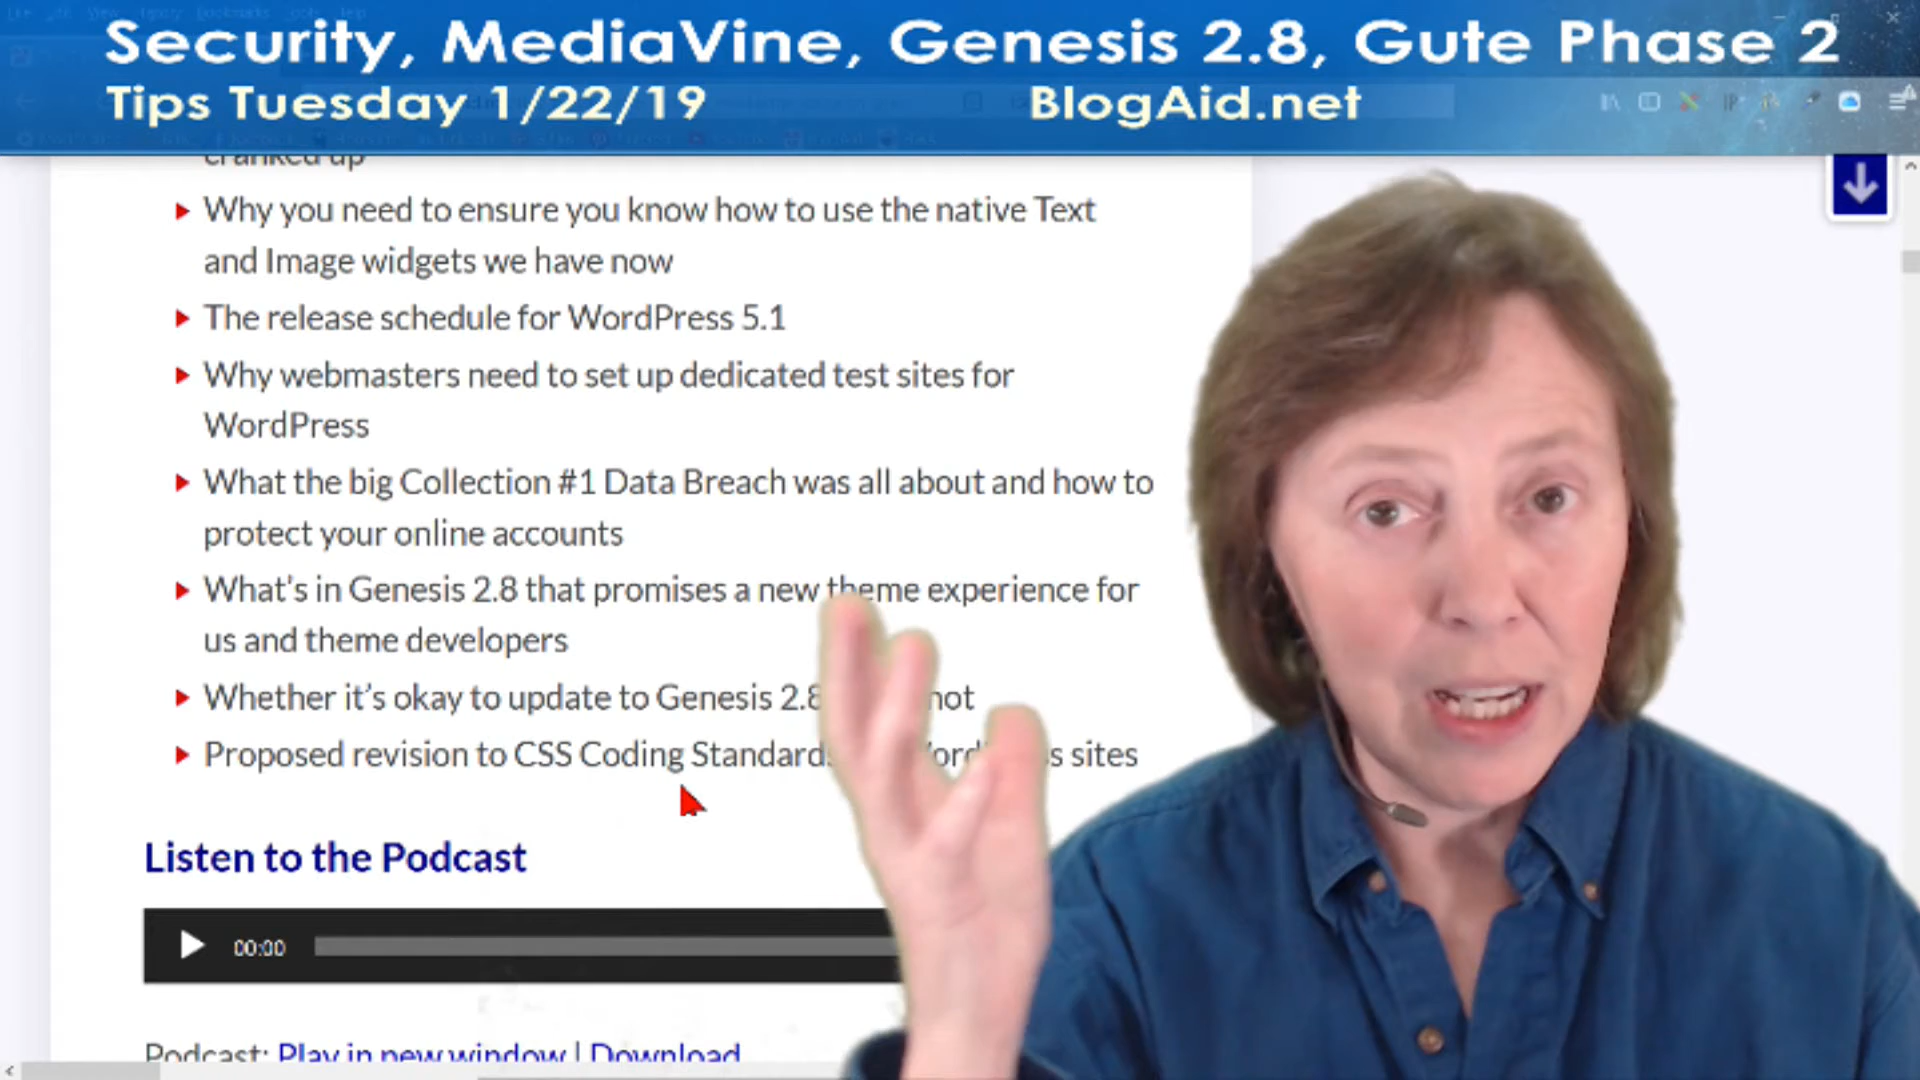 Security, MediaVine, Genesis 2.8, Gute Phase 2
Tips Tuesday 1/22/19 BlogAid.net
cranked up
Why you need to ensure you know how to use the native Text
and Image widgets we have now
The release schedule for WordPress 5.1
Why webmasters need to set up dedicated test sites for
WordPress
What the big Collection #1 Data Breach was all about and how to
protect your online accounts
What's in Genesis 2.8 that promises a new theme experience for
us and theme developers
Whether it's okay to update to Genesis 2.8 not
Proposed revision to CSS Coding Standards sites
Listen to the Podcast
00:00
Podcast: Play in new window | Download